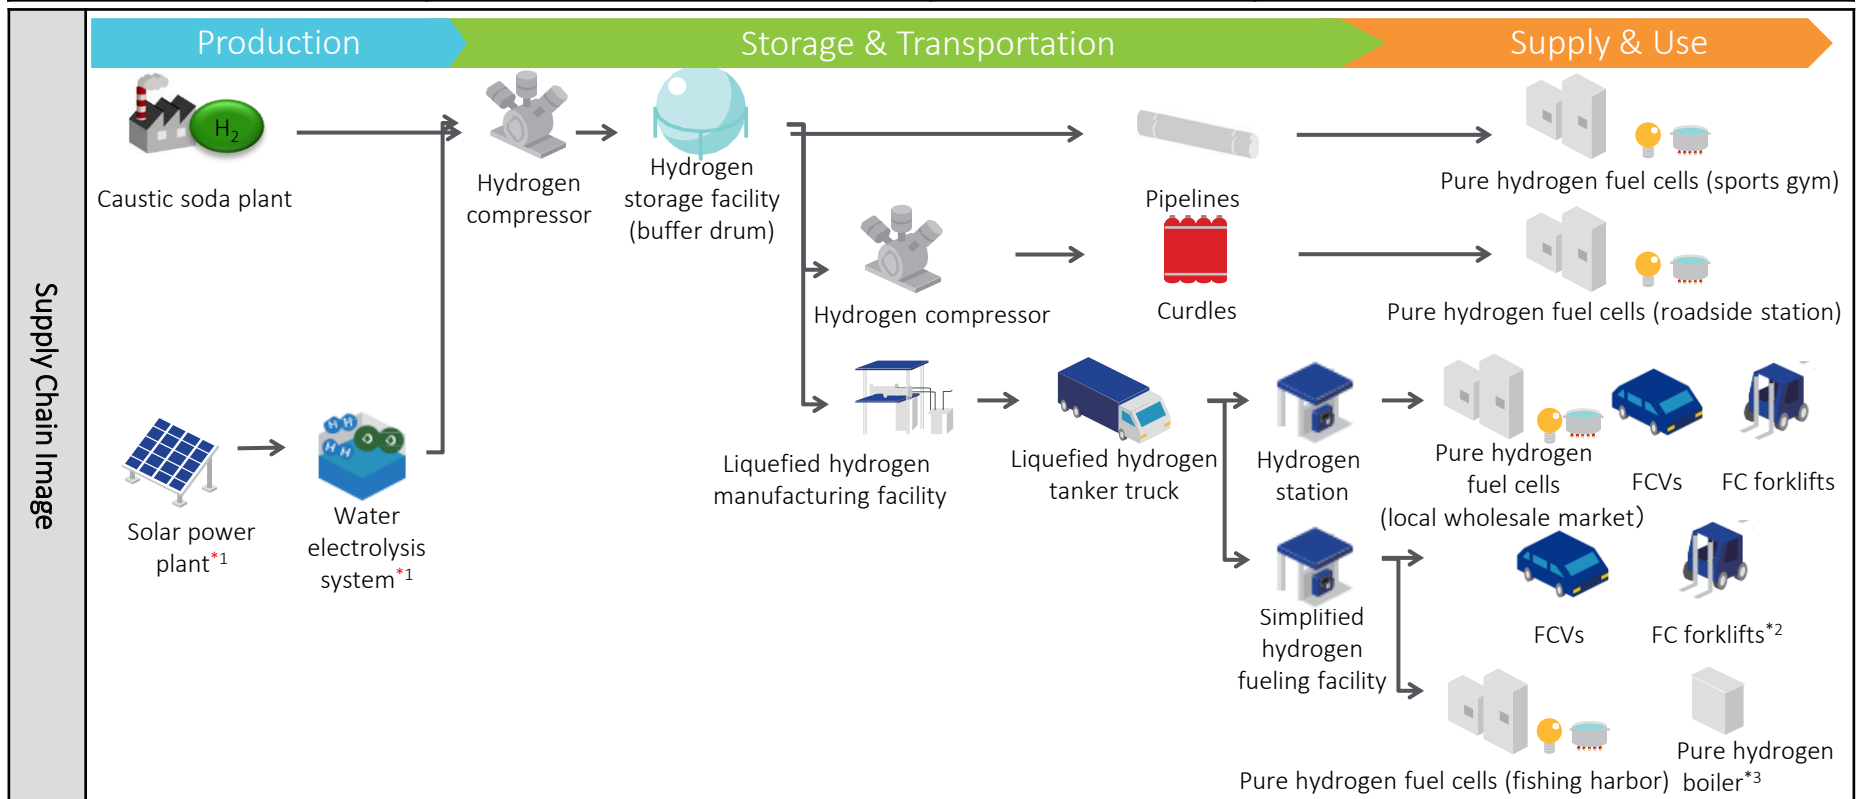 Production
Storage & Transportation
Supply & Use
Supply Chain Image
H2
Caustic soda plant
Hydrogen
compressor
Hydrogen
storage facility
(buffer drum)
Pipelines
Pure hydrogen fuel cells (sports gym)
Hydrogen compressor
Curdles
Pure hydrogen fuel cells (roadside station)
Solar power
plant*1
H H
O O
H H
Water
electrolysis
system*1
Liquefied hydrogen
manufacturing facility
Liquefied hydrogen
tanker truck
Hydrogen
station
Pure hydrogen
fuel cells
(local wholesale market)
FCVs
FC forklifts
Simplified
hydrogen
fueling facility
FCVs
FC forklifts*2
Pure hydrogen fuel cells (fishing harbor)
Pure hydrogen
boiler*3